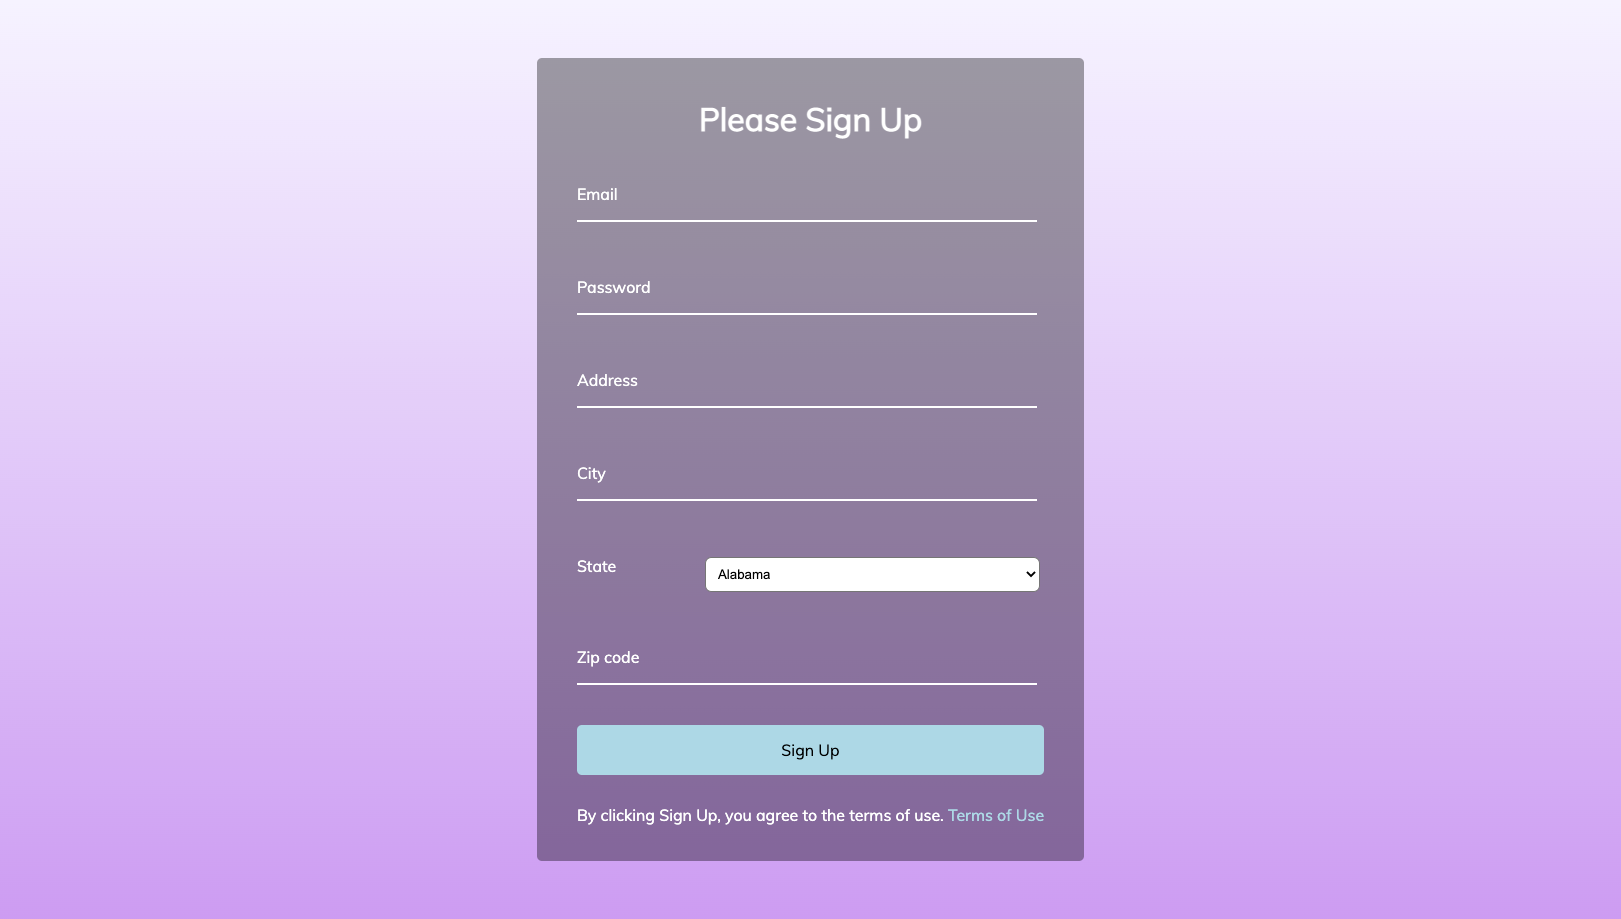 Please Sign Up
Email
Password
Address
City
State
Alabama
Zip code
Sign Up
By clicking Sign Up, you agree to the terms of use. Terms of Use